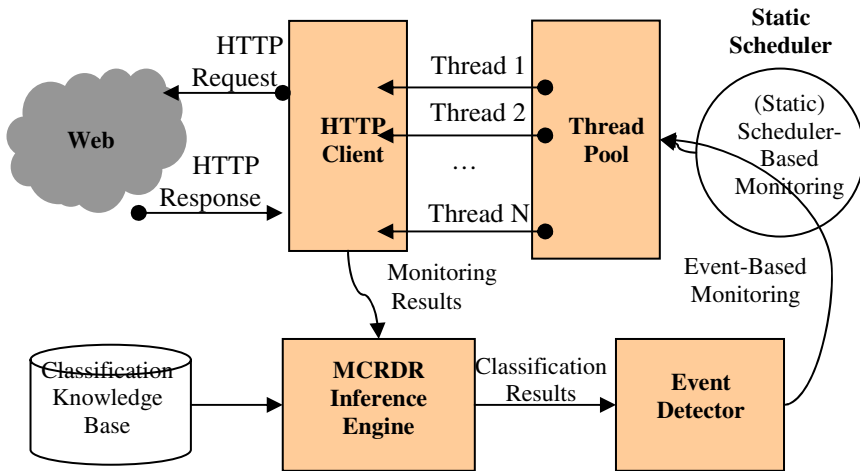 Static
Scheduler
HTTP
Request
Web
HTTP
Response
HTTP
Client
Thread 1
Thread 2
…
Thread N
Thread
Pool
(Static)
Scheduler-
Based
Monitoring
Monitoring
Results
Event-Based
Monitoring
Classification
Knowledge
Base
MCRDR
Inference
Engine
Classification
Results
Event
Detector